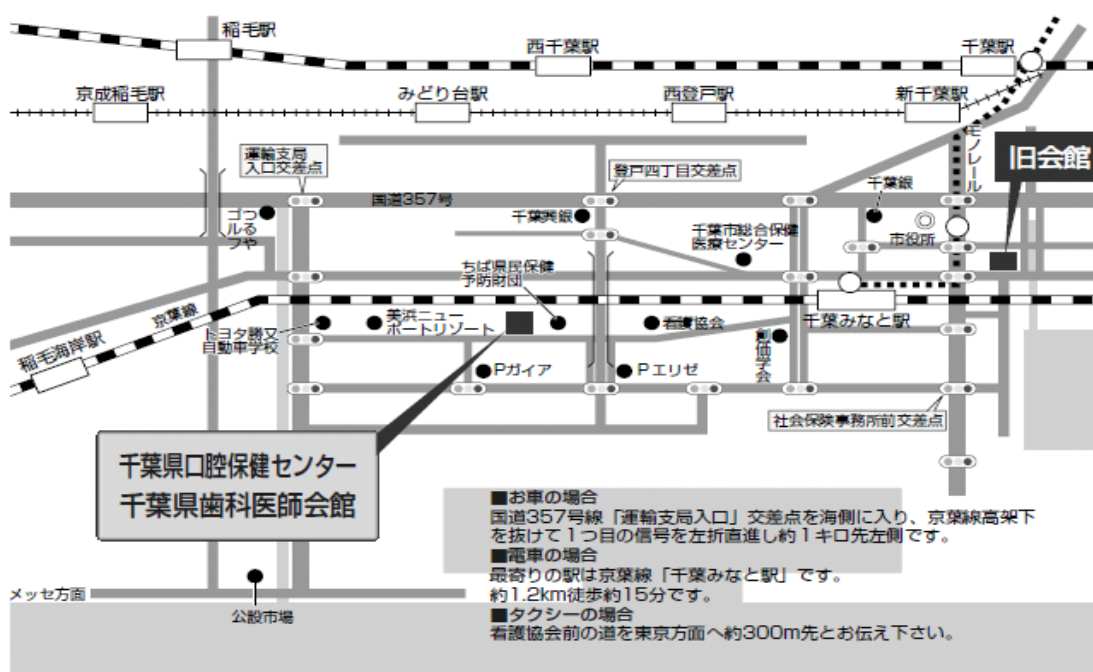 稲毛駅
西千葉駅
千葉駅
京成稲毛駅
みどり台駅
西登戸駅
新千葉駅
モノレール
旧会館
運輸支局
入口交差点
登戸四丁目交差点
国道357号
千葉銀
つるや
ゴルフ
千葉興銀
千葉市総合保健
医療センター
市役所
ちば県民保健
予防財団
京葉線
美浜ニュー
ポートリゾート
看護協会
千葉みなと駅
トヨタ勝又
自動車学校
稲毛海岸駅
創価学会
Pガイア
Pエリゼ
社会保険事務所前交差点
千葉県口腔保健センター
千葉県歯科医師会館
■お車の場合
国道357号線「運輸支局入口」交差点を海側に入り、京葉線高架下
を抜けて1つ目の信号を左折直進し約1キロ先左側です。
■電車の場合
最寄りの駅は京葉線「千葉みなと駅」です。
約1.2km徒歩約15分です。
■タクシーの場合
看護協会前の道を東京方面へ約300m先とお伝え下さい。
メッセ方面
公設市場